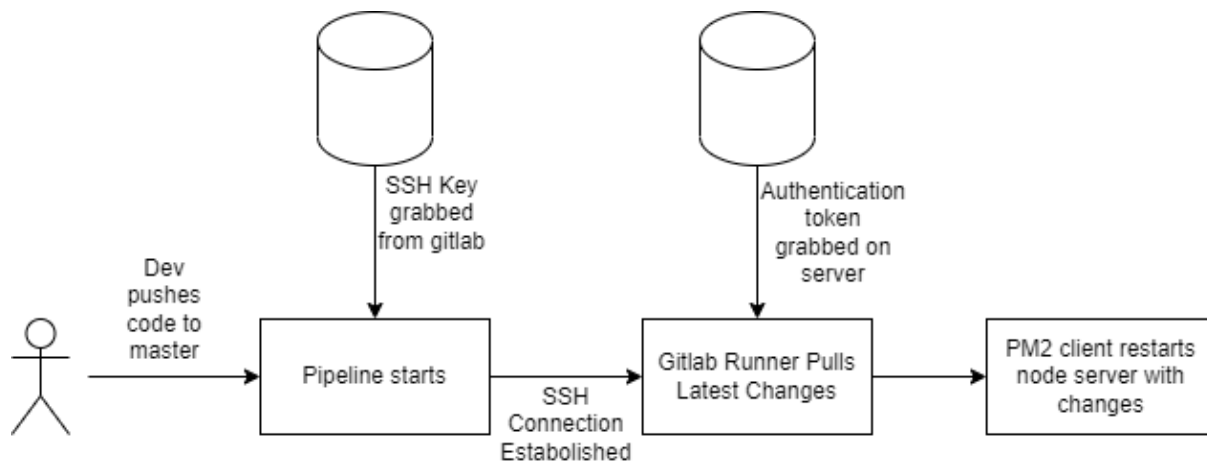 SSH Key
grabbed
from gitlab
Authentication
token
grabbed on
server
Dev
pushes
code to
master
Pipeline starts
SSH
Connection
Estabolished
Gitlab Runner Pulls
Latest Changes
PM2 client restarts
node server with
changes